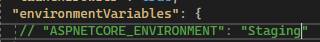 "environmentVariables": {
// "ASPNETCORE_ENVIRONMENT": "Staging"